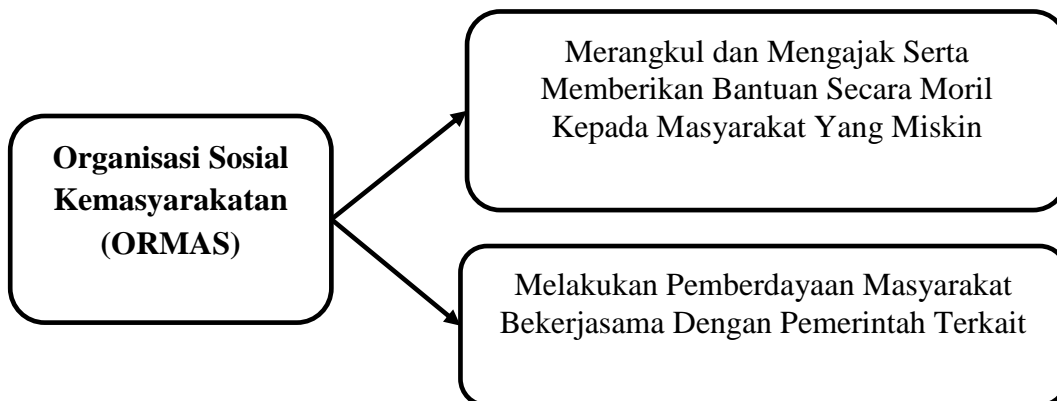 Merangkul dan Mengajak Serta
Memberikan Bantuan Secara Moril
Kepada Masyarakat Yang Miskin
Organisasi Sosial
Kemasyarakatan
(ORMAS)
Melakukan Pemberdayaan Masyarakat
Bekerjasama Dengan Pemerintah Terkait